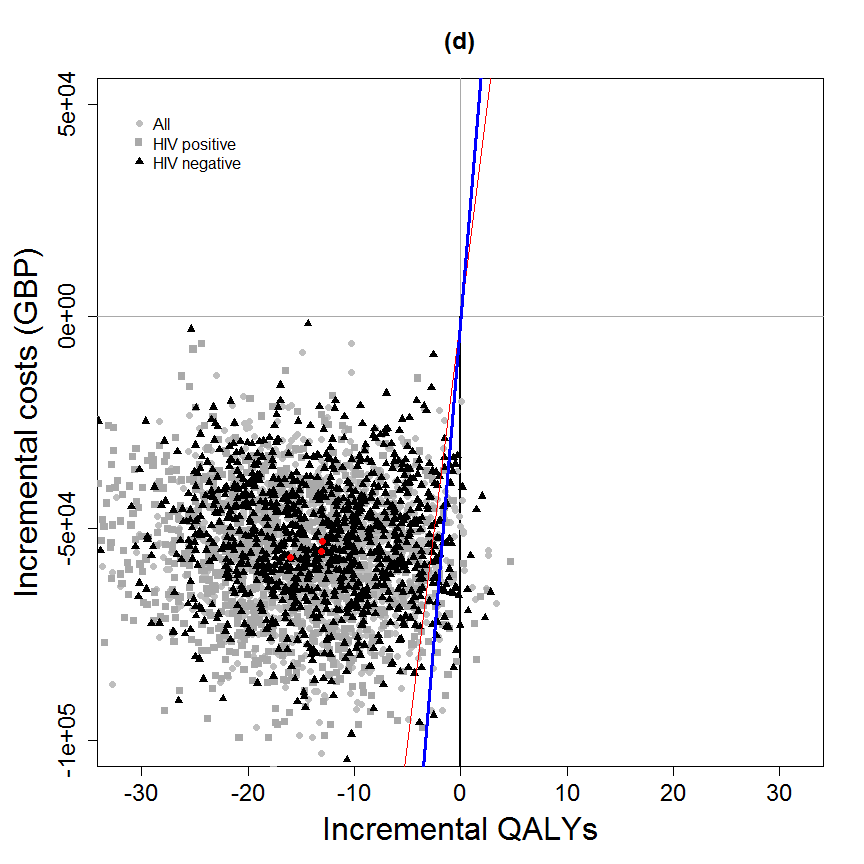 (d)
All
HIV positive
HIV negative
Incremental costs (GBP)
5e+04
0e+00
-5e+04
-1e+05
-30 -20 -10 0 10 20 30
Incremental QALYs